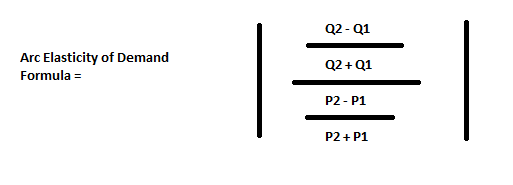 Arc Elasticity of Demand
Formula =
Q2 - Q1
Q2 + Q1
P2 - P1
P2 + P1